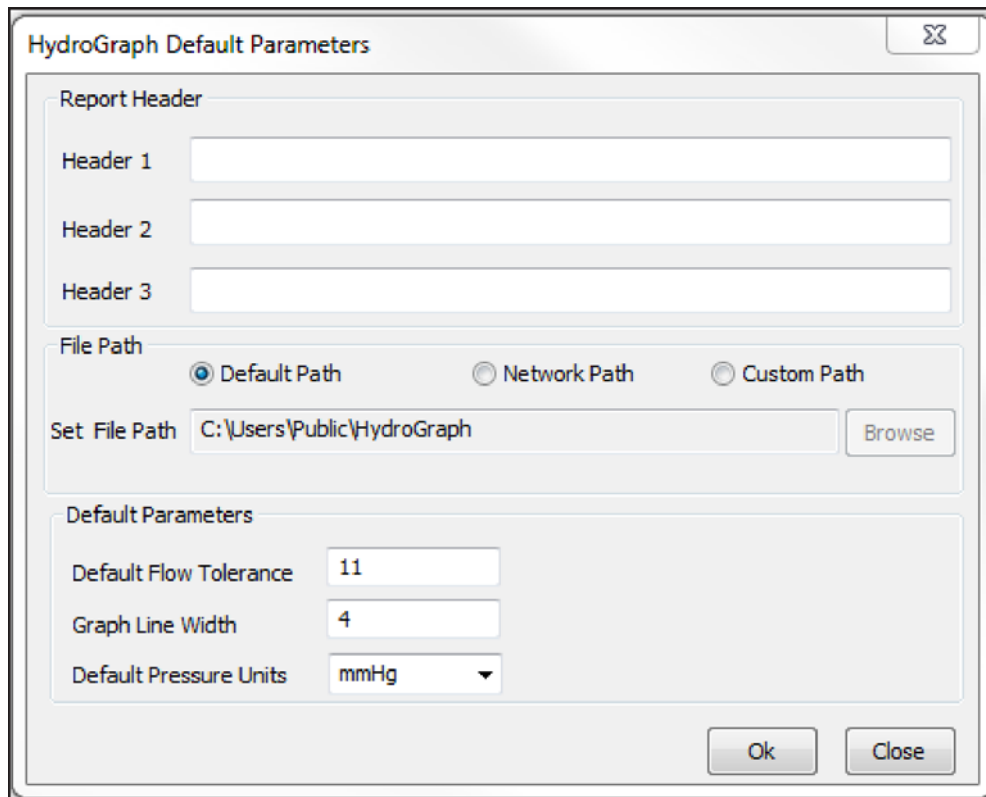 HydroGraph Default Parameters
Report Header
Header 1
Header 2
Header 3
File Path
Default Path Network Path Custom Path
Set File Path C:\Users\Public\HydroGraph Browse
Default Parameters
Default Flow Tolerance 11
Graph Line Width 4
Default Pressure Units mmHg
Ok Close